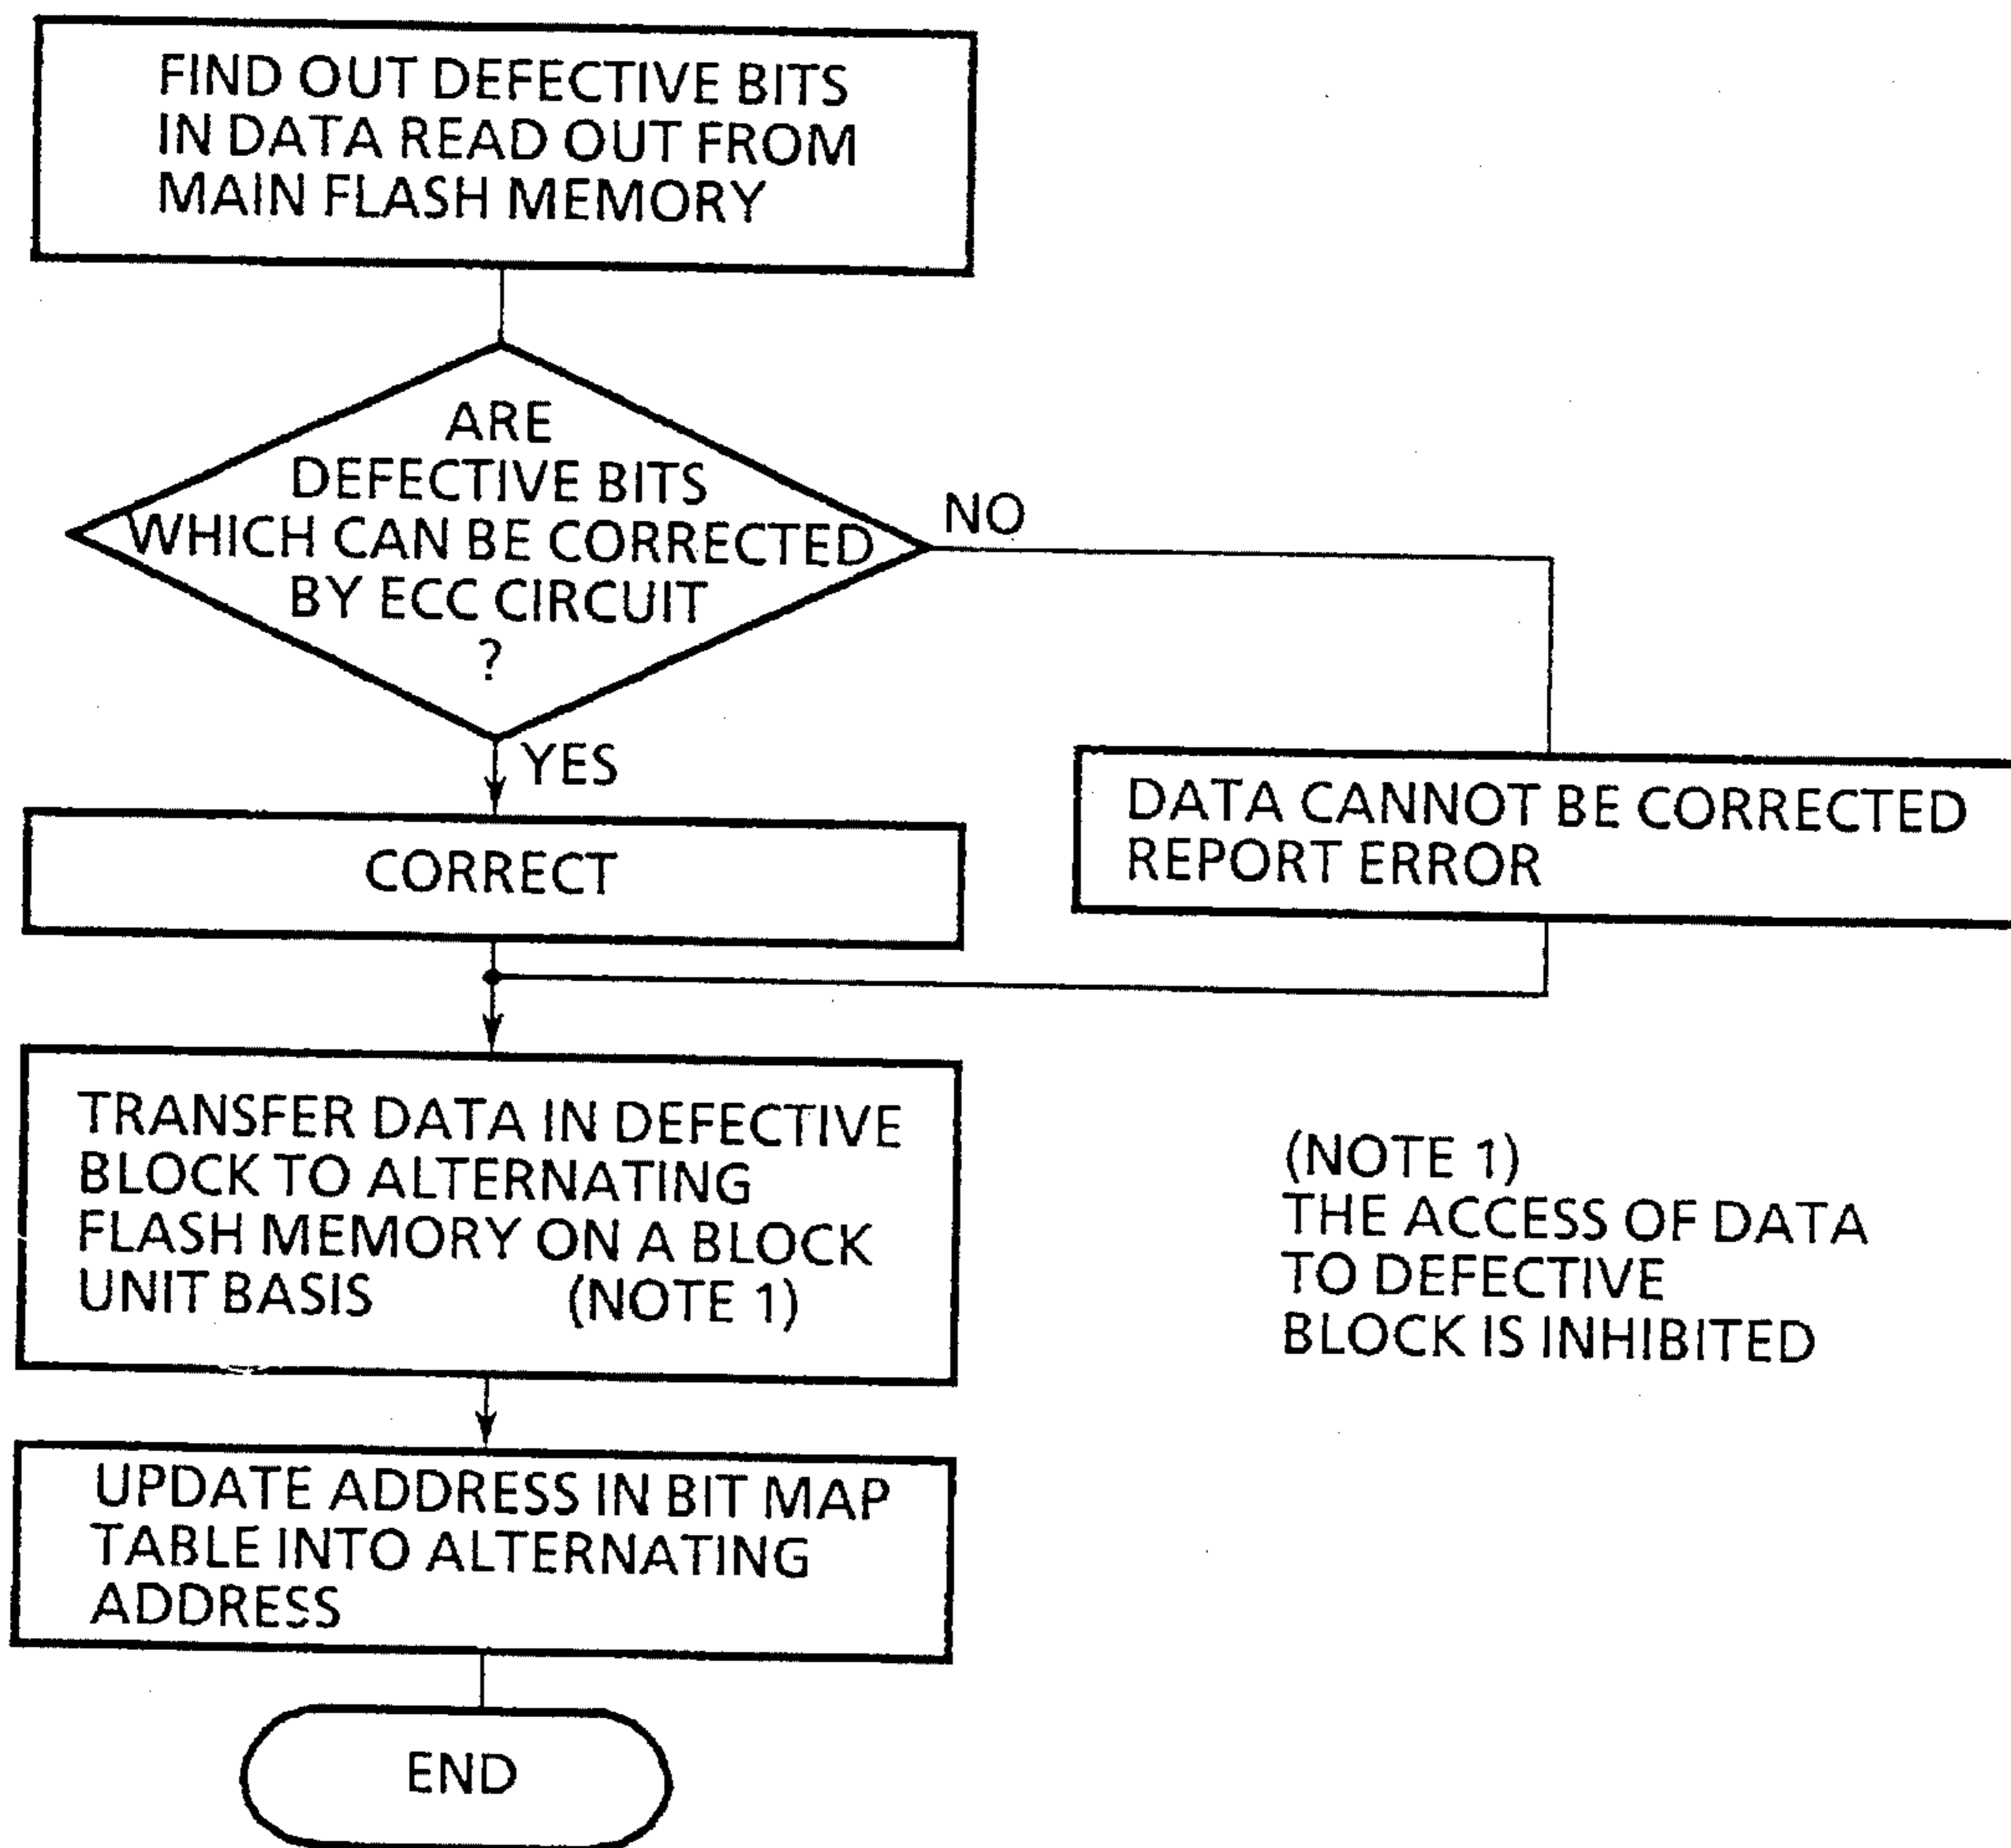 FIND OUT DEFECTIVE BITS
IN DATA READ OUT FROM
MAIN FLASH MEMORY
ARE
DEFECTIVE BITS
WHICH CAN BE CORRECTED
BY ECC CIRCUIT
?
NO
YES
CORRECT
DATA CANNOT BE CORRECTED
REPORT ERROR
TRANSFER DATA IN DEFECTIVE
BLOCK TO ALTERNATING
FLASH MEMORY ON A BLOCK
UNIT BASIS (NOTE 1)
(NOTE 1)
THE ACCESS OF DATA
TO DEFECTIVE
BLOCK IS INHIBITED
UPDATE ADDRESS IN BIT MAP
TABLE INTO ALTERNATING
ADDRESS
END